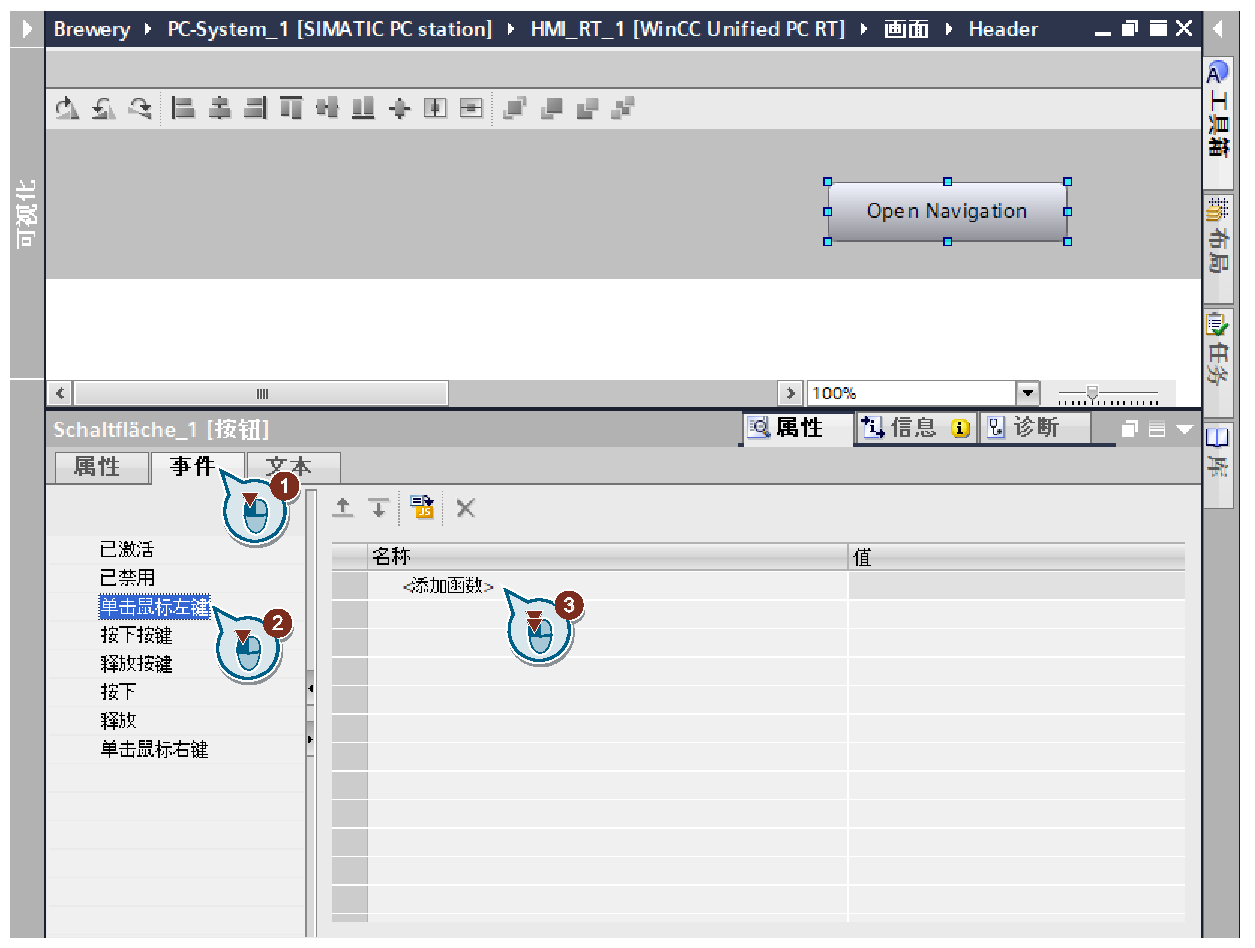 Brewery ▸ PC-System_1 [SIMATIC PC station] ▸ HMI_RT_1 [WinCC Unified PC RT] ▸ 画面 ▸ Header
可视化
工具箱
布局
任务
库
Open Navigation
100%
Schaltfläche_1 [按钮]
属性 信息 诊断
属性 事件 文本
1
JS
已激活
已禁用
单击鼠标左键
2
按下按键
释放按键
按下
释放
单击鼠标右键
名称 值
<添加函数>
3